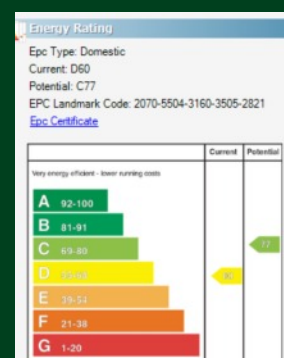 Energy Rating
Epc Type: Domestic
Current: D60
Potential: C77
EPC Landmark Code: 2070-5504-3160-3505-2821
Epc Certificate
Current Potential
Very energy efficient - lower running costs
A 92-100
B 81-91
C 69-80
77
D
E 39-54
F 21-38
G 1-20